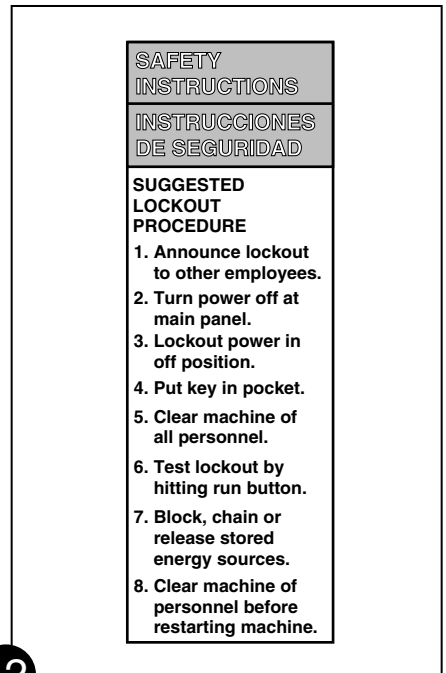 SAFETY
INSTRUCTIONS
INSTRUCCIONES
DE SEGURIDAD
SUGGESTED
LOCKOUT
PROCEDURE
1. Announce lockout
to other employees.
2. Turn power off at
main panel.
3. Lockout power in
off position.
4. Put key in pocket.
5. Clear machine of
all personnel.
6. Test lockout by
hitting run button.
7. Block, chain or
release stored
energy sources.
8. Clear machine of
personnel before
restarting machine.